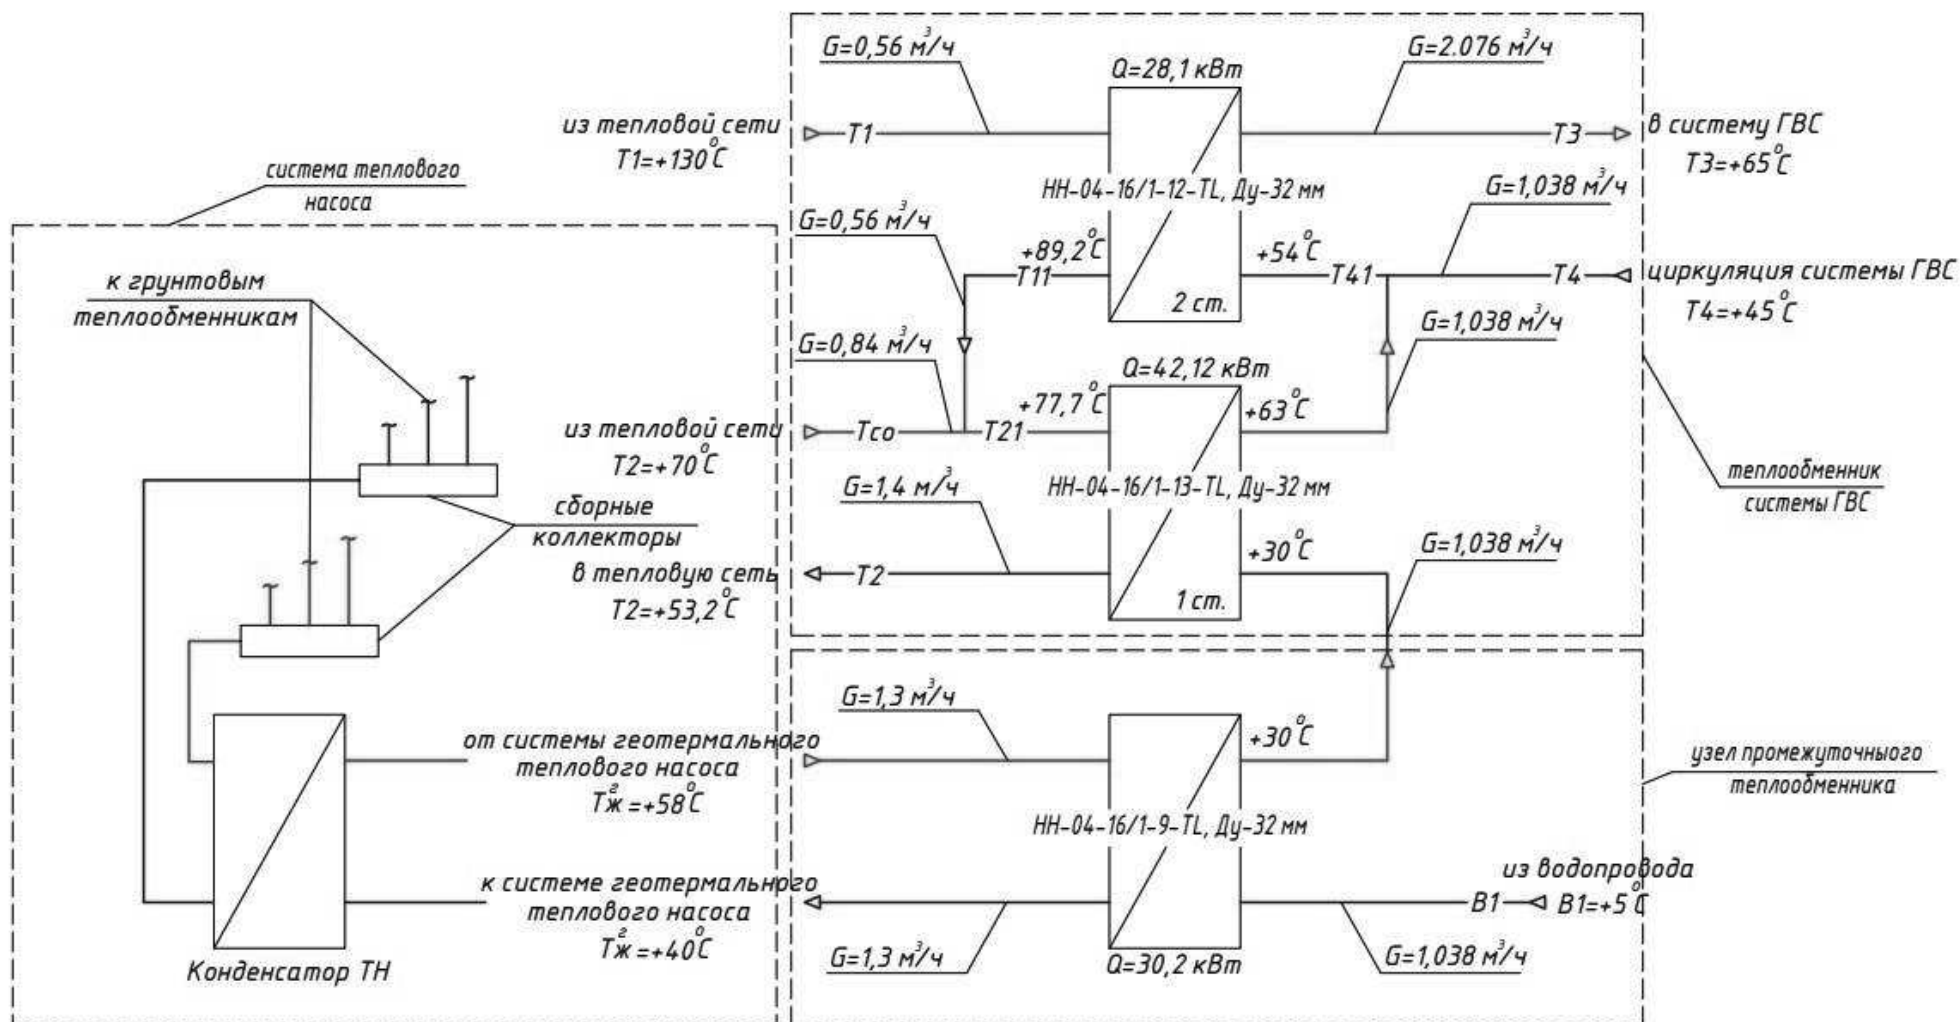 система теплового
насоса
к грунтовым
теплообменникам
сборные
коллекторы
Конденсатор ТН
из тепловой сети
T1=+130°C
из тепловой сети
T2=+70°C
в тепловую сеть
T2=+53,2°C
от системы геотермального
теплового насоса
Tж²=+58°C
к системе геотермального
теплового насоса
Tж²=+40°C
G=0,56 м³/ч
G=2.076 м³/ч
Q=28,1 кВт
T1
T3
в систему ГВС
T3=+65°C
НН-04-16/1-12-TL, Ду-32 мм
G=1,038 м³/ч
G=0,56 м³/ч
+89,2°C
+54°C
T11
T41
T4
циркуляция системы ГВС
T4=+45°C
2 ст.
G=1,038 м³/ч
G=0,84 м³/ч
Q=42,12 кВт
+77,7°C
+63°C
Tco
T21
теплообменник
системы ГВС
G=1,4 м³/ч
НН-04-16/1-13-TL, Ду-32 мм
+30°C
G=1,038 м³/ч
T2
1 ст.
G=1,3 м³/ч
+30°C
узел промежуточныого
теплообменника
НН-04-16/1-9-TL, Ду-32 мм
из водопровода
B1
B1=+5°C
G=1,3 м³/ч
Q=30,2 кВт
G=1,038 м³/ч